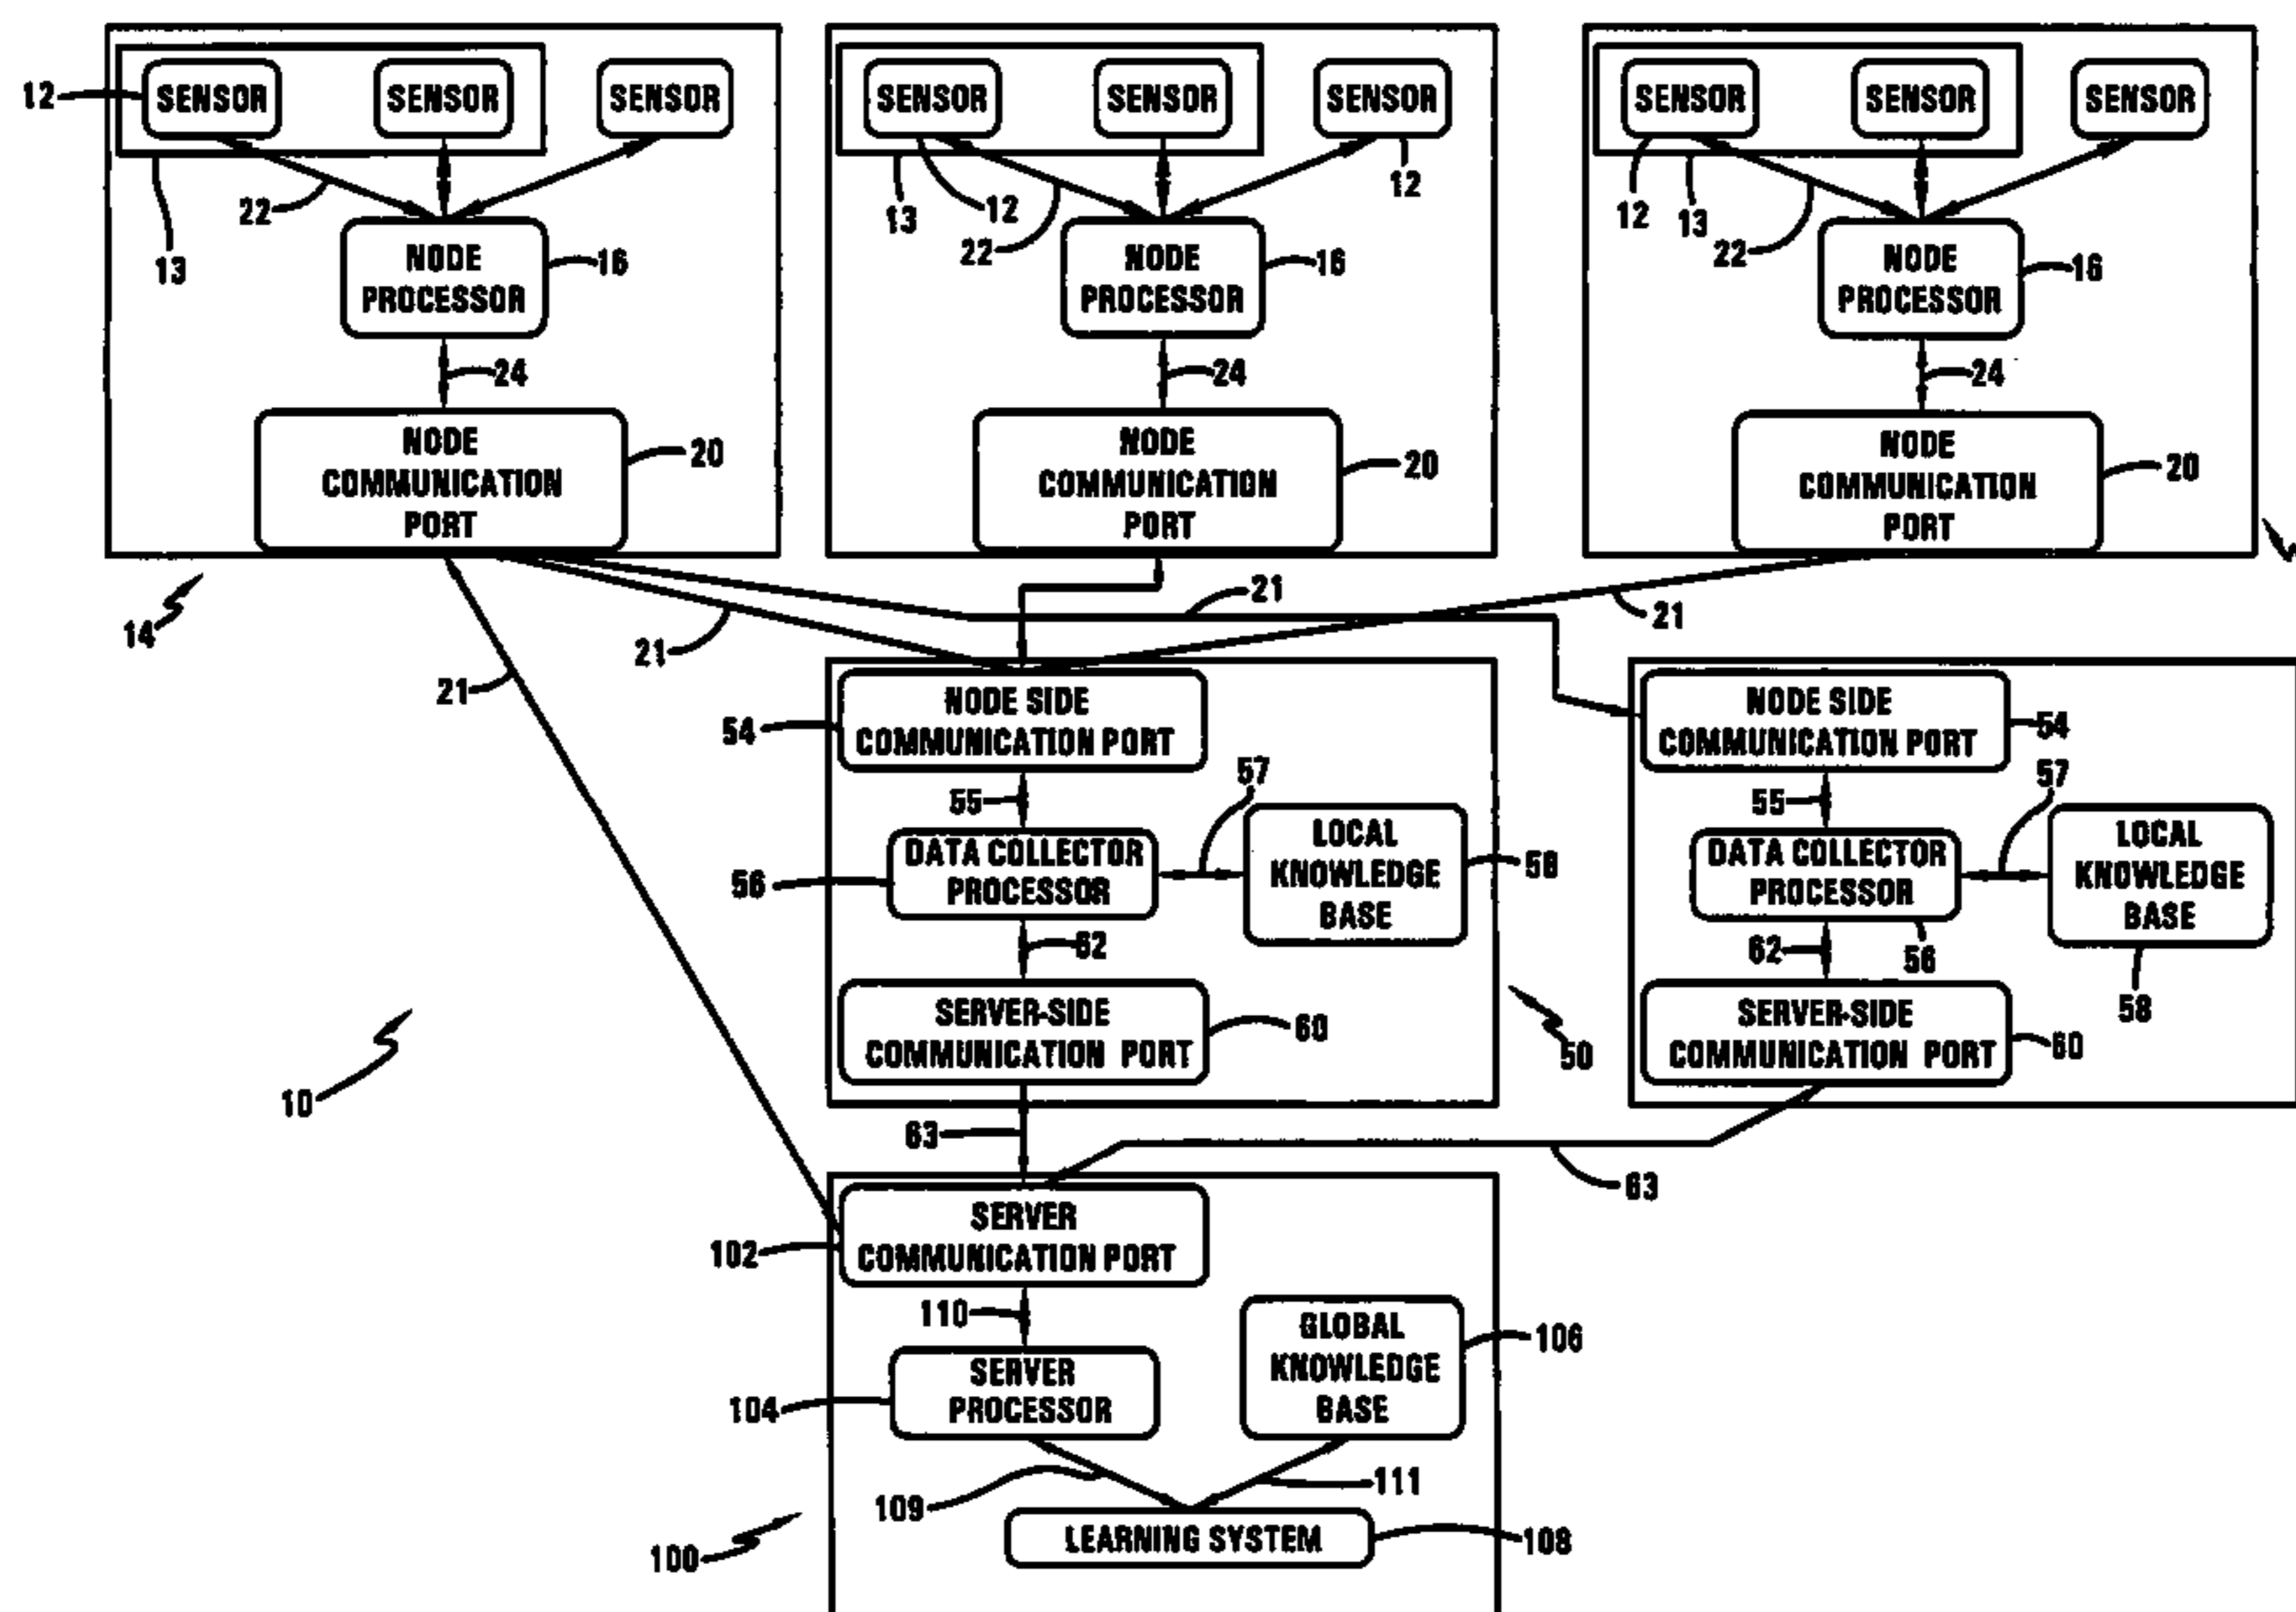 SENSOR SENSOR SENSOR
12
22
13
NODE
PROCESSOR
16
24
NODE
COMMUNICATION
PORT
20
14
SENSOR SENSOR SENSOR
12
12
13
22
NODE
PROCESSOR
16
24
NODE
COMMUNICATION
PORT
20
SENSOR SENSOR SENSOR
12
13
22
NODE
PROCESSOR
16
24
NODE
COMMUNICATION
PORT
20
21
21
21
21
NODE SIDE
COMMUNICATION PORT
54
55
57
DATA COLLECTOR
PROCESSOR
56
LOCAL
KNOWLEDGE
BASE
58
62
SERVER-SIDE
COMMUNICATION PORT
60
50
NODE SIDE
COMMUNICATION PORT
54
55
57
DATA COLLECTOR
PROCESSOR
56
LOCAL
KNOWLEDGE
BASE
58
62
SERVER-SIDE
COMMUNICATION PORT
60
10
63
63
SERVER
COMMUNICATION PORT
102
110
SERVER
PROCESSOR
104
GLOBAL
KNOWLEDGE
BASE
106
109
111
LEARNING SYSTEM
108
100